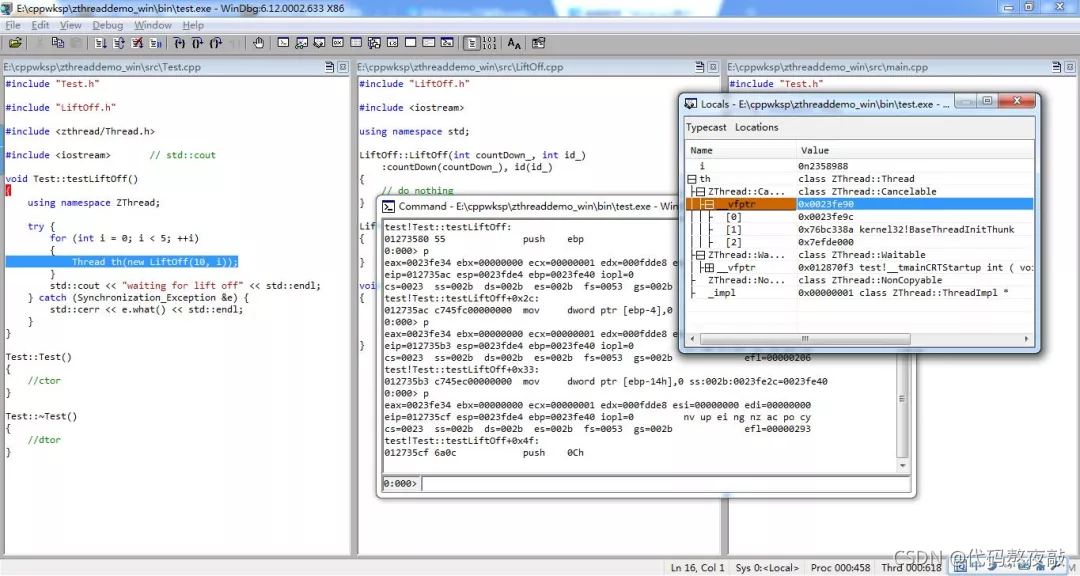 E:\cppwksp\zthreaddemo_win\bin\test.exe - WinDbg:6.12.0002.633 X86
File Edit View Debug Window Help
E:\cppwksp\zthreaddemo_win\src\Test.cpp
#include "Test.h"
#include "LiftOff.h"
#include <zthread/Thread.h>
#include <iostream> // std::cout
void Test::testLiftOff()
{
using namespace ZThread;
try {
for (int i = 0; i < 5; ++i)
{
Thread th(new LiftOff(10, i));
}
std::cout << "waiting for lift off" << std::endl;
} catch (Synchronization_Exception &e) {
std::cerr << e.what() << std::endl;
}
}
Test::Test()
{
//ctor
}
Test::~Test()
{
//dtor
}
E:\cppwksp\zthreaddemo_win\src\LiftOff.cpp
#include "LiftOff.h"
#include <iostream>
using namespace std;
LiftOff::LiftOff(int countDown_, int id_)
:countDown(countDown_), id(id_)
{
// do nothing
}
Lif
{
}
voi
{
}
E:\cppwksp\zthreaddemo_win\src\main.cpp
#include "Test.h"
Command - E:\cppwksp\zthreaddemo_win\bin\test.exe - Win
test!Test::testLiftOff:
01273580 55 push ebp
0:000> p
eax=0023fe34 ebx=00000000 ecx=00000001 edx=000fdde8 e
eip=012735ac esp=0023fde4 ebp=0023fe40 iopl=0
cs=0023 ss=002b ds=002b es=002b fs=0053 gs=002b
test!Test::testLiftOff+0x2c:
012735ac c745fc00000000 mov dword ptr [ebp-4],0
0:000> p
eax=0023fe34 ebx=00000000 ecx=00000001 edx=000fdde8 e
eip=012735b3 esp=0023fde4 ebp=0023fe40 iopl=0
cs=0023 ss=002b ds=002b es=002b fs=0053 gs=002b efl=00000206
test!Test::testLiftOff+0x33:
012735b3 c745ec00000000 mov dword ptr [ebp-14h],0 ss:002b:0023fe2c=0023fe40
0:000> p
eax=0023fe34 ebx=00000000 ecx=00000001 edx=000fdde8 esi=00000000 edi=00000000
eip=012735cf esp=0023fde4 ebp=0023fe40 iopl=0 nv up ei ng nz ac po cy
cs=0023 ss=002b ds=002b es=002b fs=0053 gs=002b efl=00000293
test!Test::testLiftOff+0x4f:
012735cf 6a0c push 0Ch
0:000>
Locals - E:\cppwksp\zthreaddemo_win\bin\test.exe - ...
Typecast Locations
Name Value
i 0n2358988
th class ZThread::Thread
ZThread::Ca... class ZThread::Cancelable
__vfptr 0x0023fe90
[0] 0x0023fe9c
[1] 0x76bc338a kernel32!BaseThreadInitThunk
[2] 0x7efde000
ZThread::Wa... class ZThread::Waitable
__vfptr 0x012870f3 test!__tmainCRTStartup int ( voi
ZThread::No... class ZThread::NonCopyable
_impl 0x00000001 class ZThread::ThreadImpl *
Ln 16, Col 1 Sys 0:<Local> Proc 000:458 Thrd 000:618
CSDN @代码熬夜敲